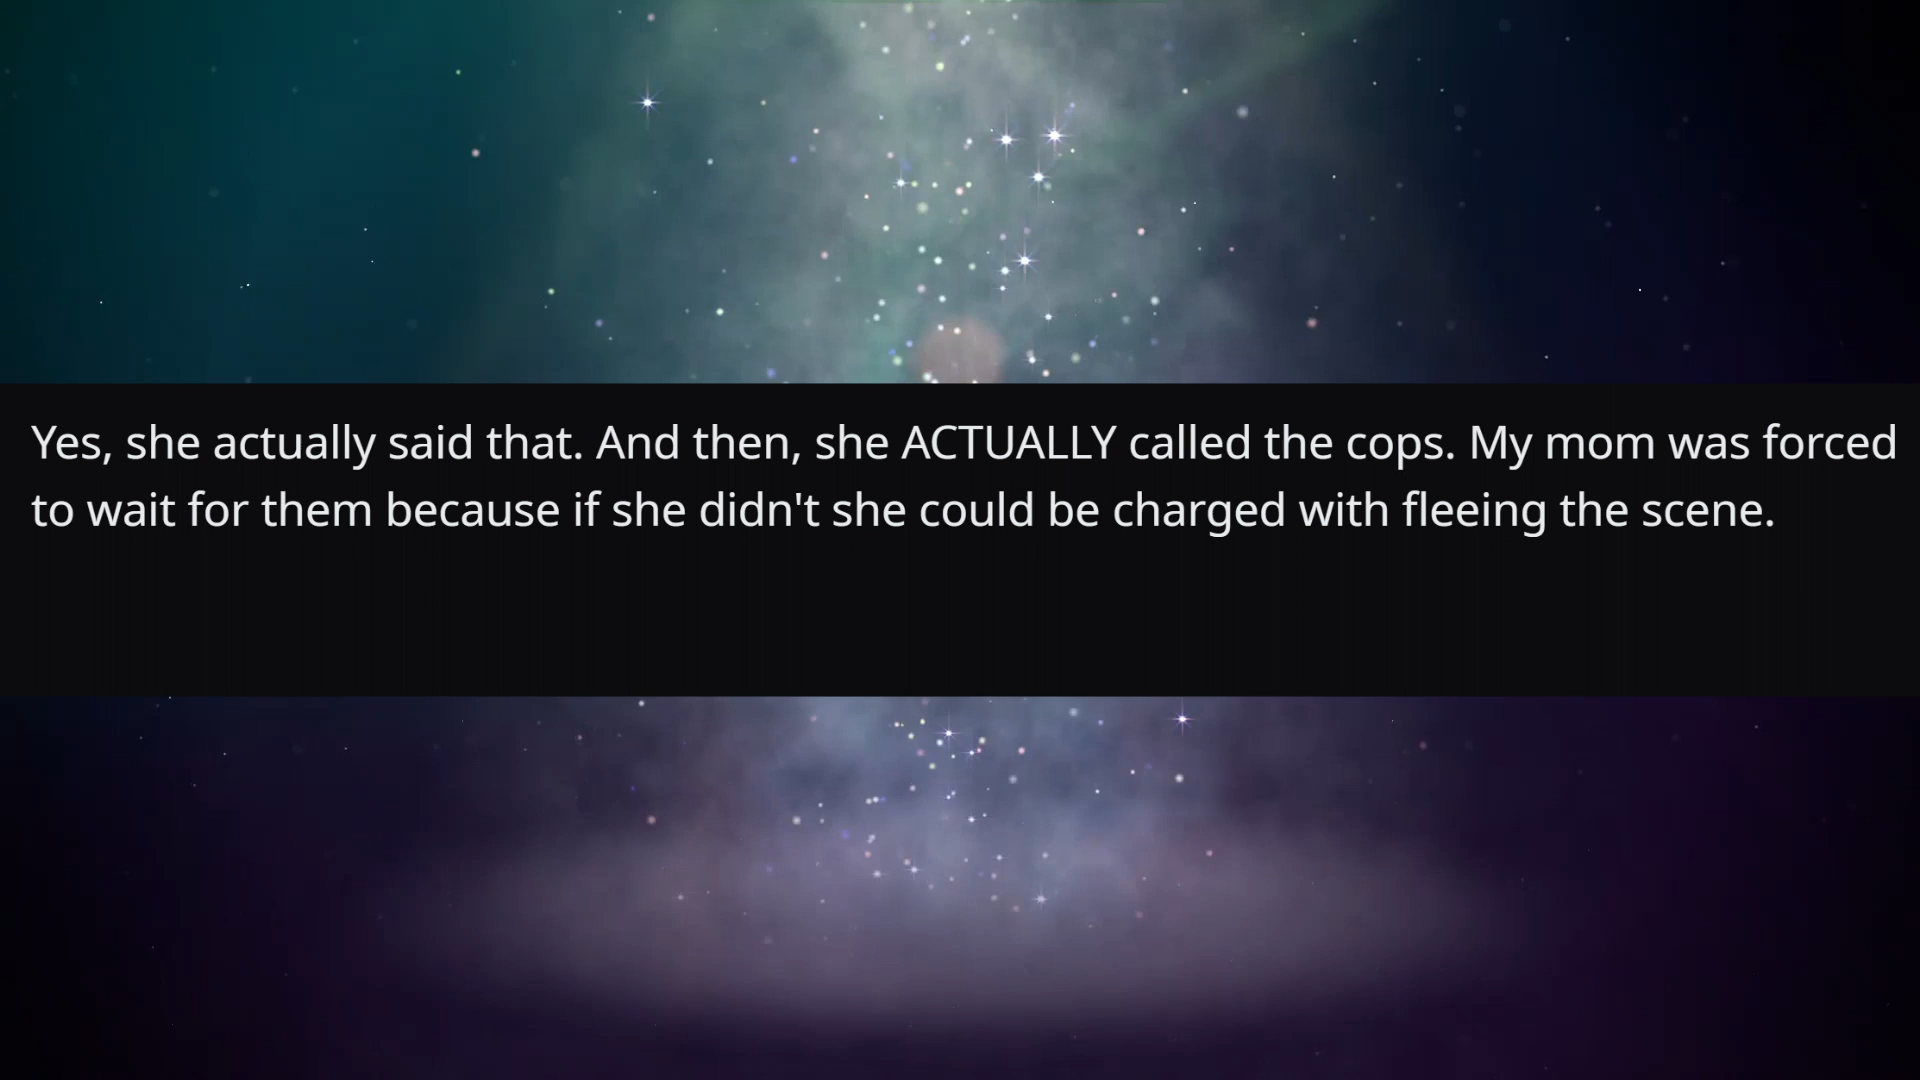 Yes, she actually said that. And then, she ACTUALLY called the cops. My mom was forced
to wait for them because if she didn't she could be charged with fleeing the scene.